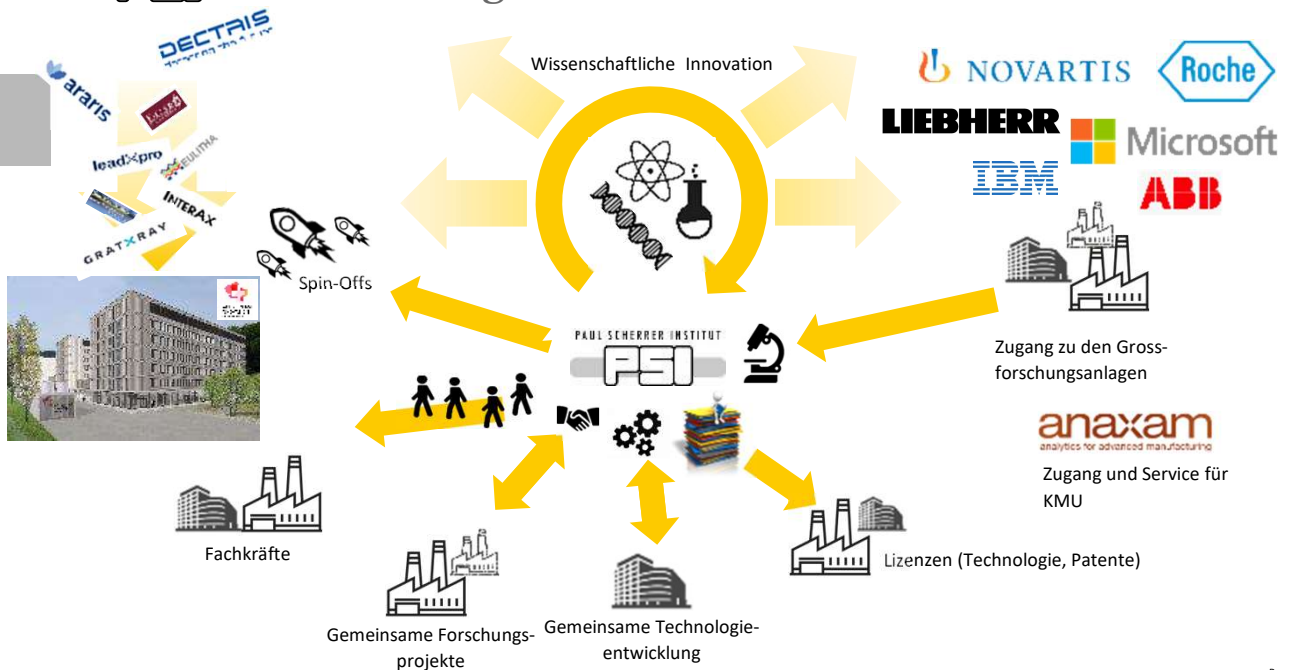 DECTRIS
araris
leadXpro
EULITHA
INTERAX
GRATXRAY
Spin-Offs
Wissenschaftliche Innovation
NOVARTIS
Roche
LIEBHERR
Microsoft
IBM
ABB
PAUL SCHERRER INSTITUT
PSI
Zugang zu den Gross-
forschungsanlagen
anaxam
analytics for advanced manufacturing
Zugang und Service für
KMU
Fachkräfte
Gemeinsame Forschungs-
projekte
Gemeinsame Technologie-
entwicklung
Lizenzen (Technologie, Patente)